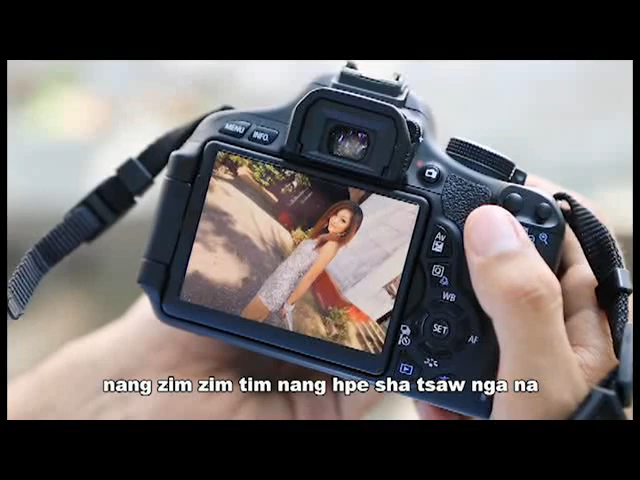 MENU
INFO.
Av
WB
SET
AF
nang zim zim tim nang hpe sha tsaw nga na